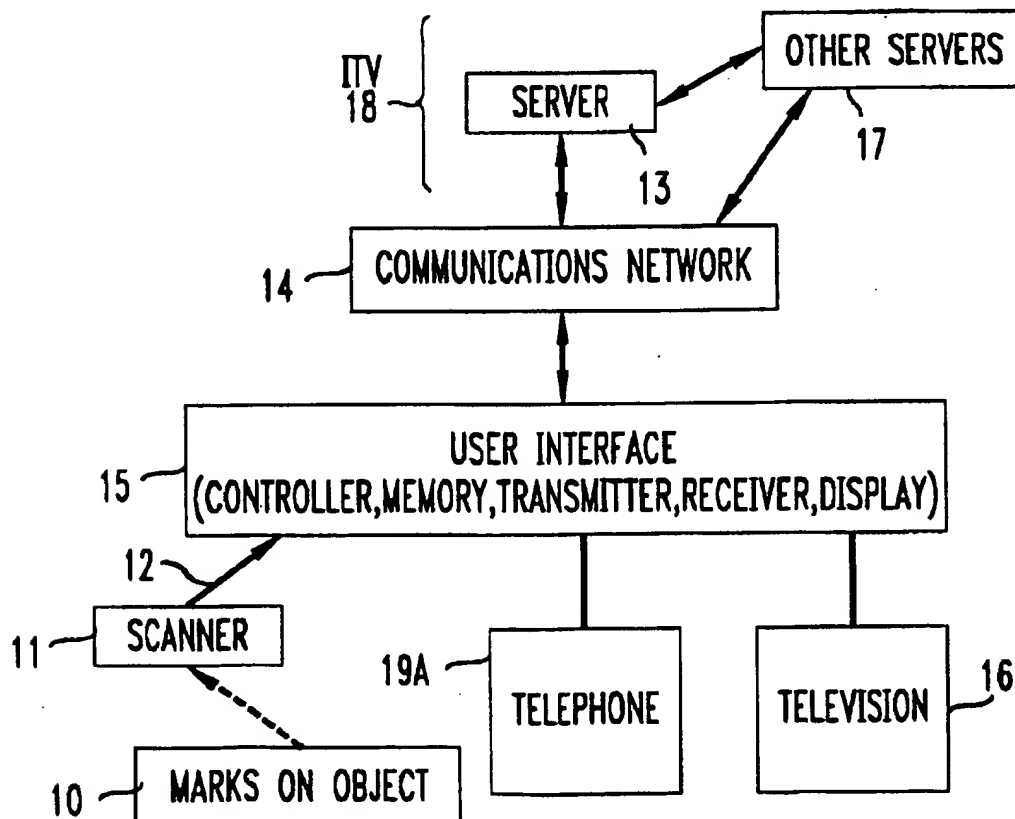 OTHER SERVERS
ITV
18
SERVER
17
13
COMMUNICATIONS NETWORK
14
USER INTERFACE
15
(CONTROLLER,MEMORY,TRANSMITTER,RECEIVER,DISPLAY)
12
SCANNER
11
19A
TELEPHONE
TELEVISION
16
MARKS ON OBJECT
10